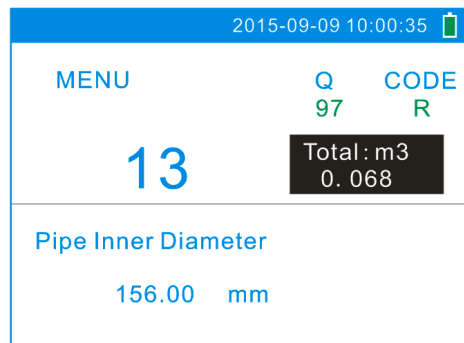 2015-09-09 10:00:35
MENU Q CODE
97 R
13
Total: m3
0.068
Pipe Inner Diameter
156.00 mm